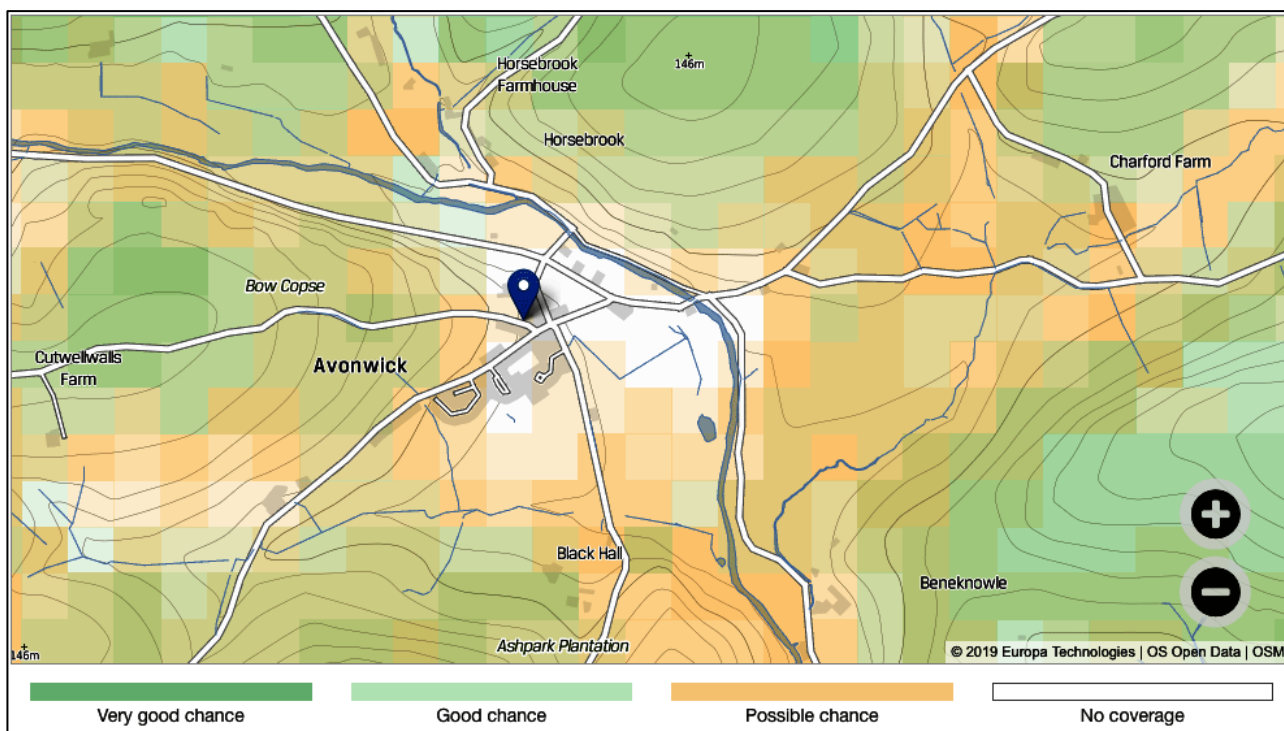 146m
Horsebrook
Farmhouse
Horsebrook
Charford Farm
Bow Copse
Cutwellwalls
Farm
Avonwick
Black Hall
Beneknowle
Ashpark Plantation
146m
© 2019 Europa Technologies | OS Open Data | OSM
Very good chance
Good chance
Possible chance
No coverage